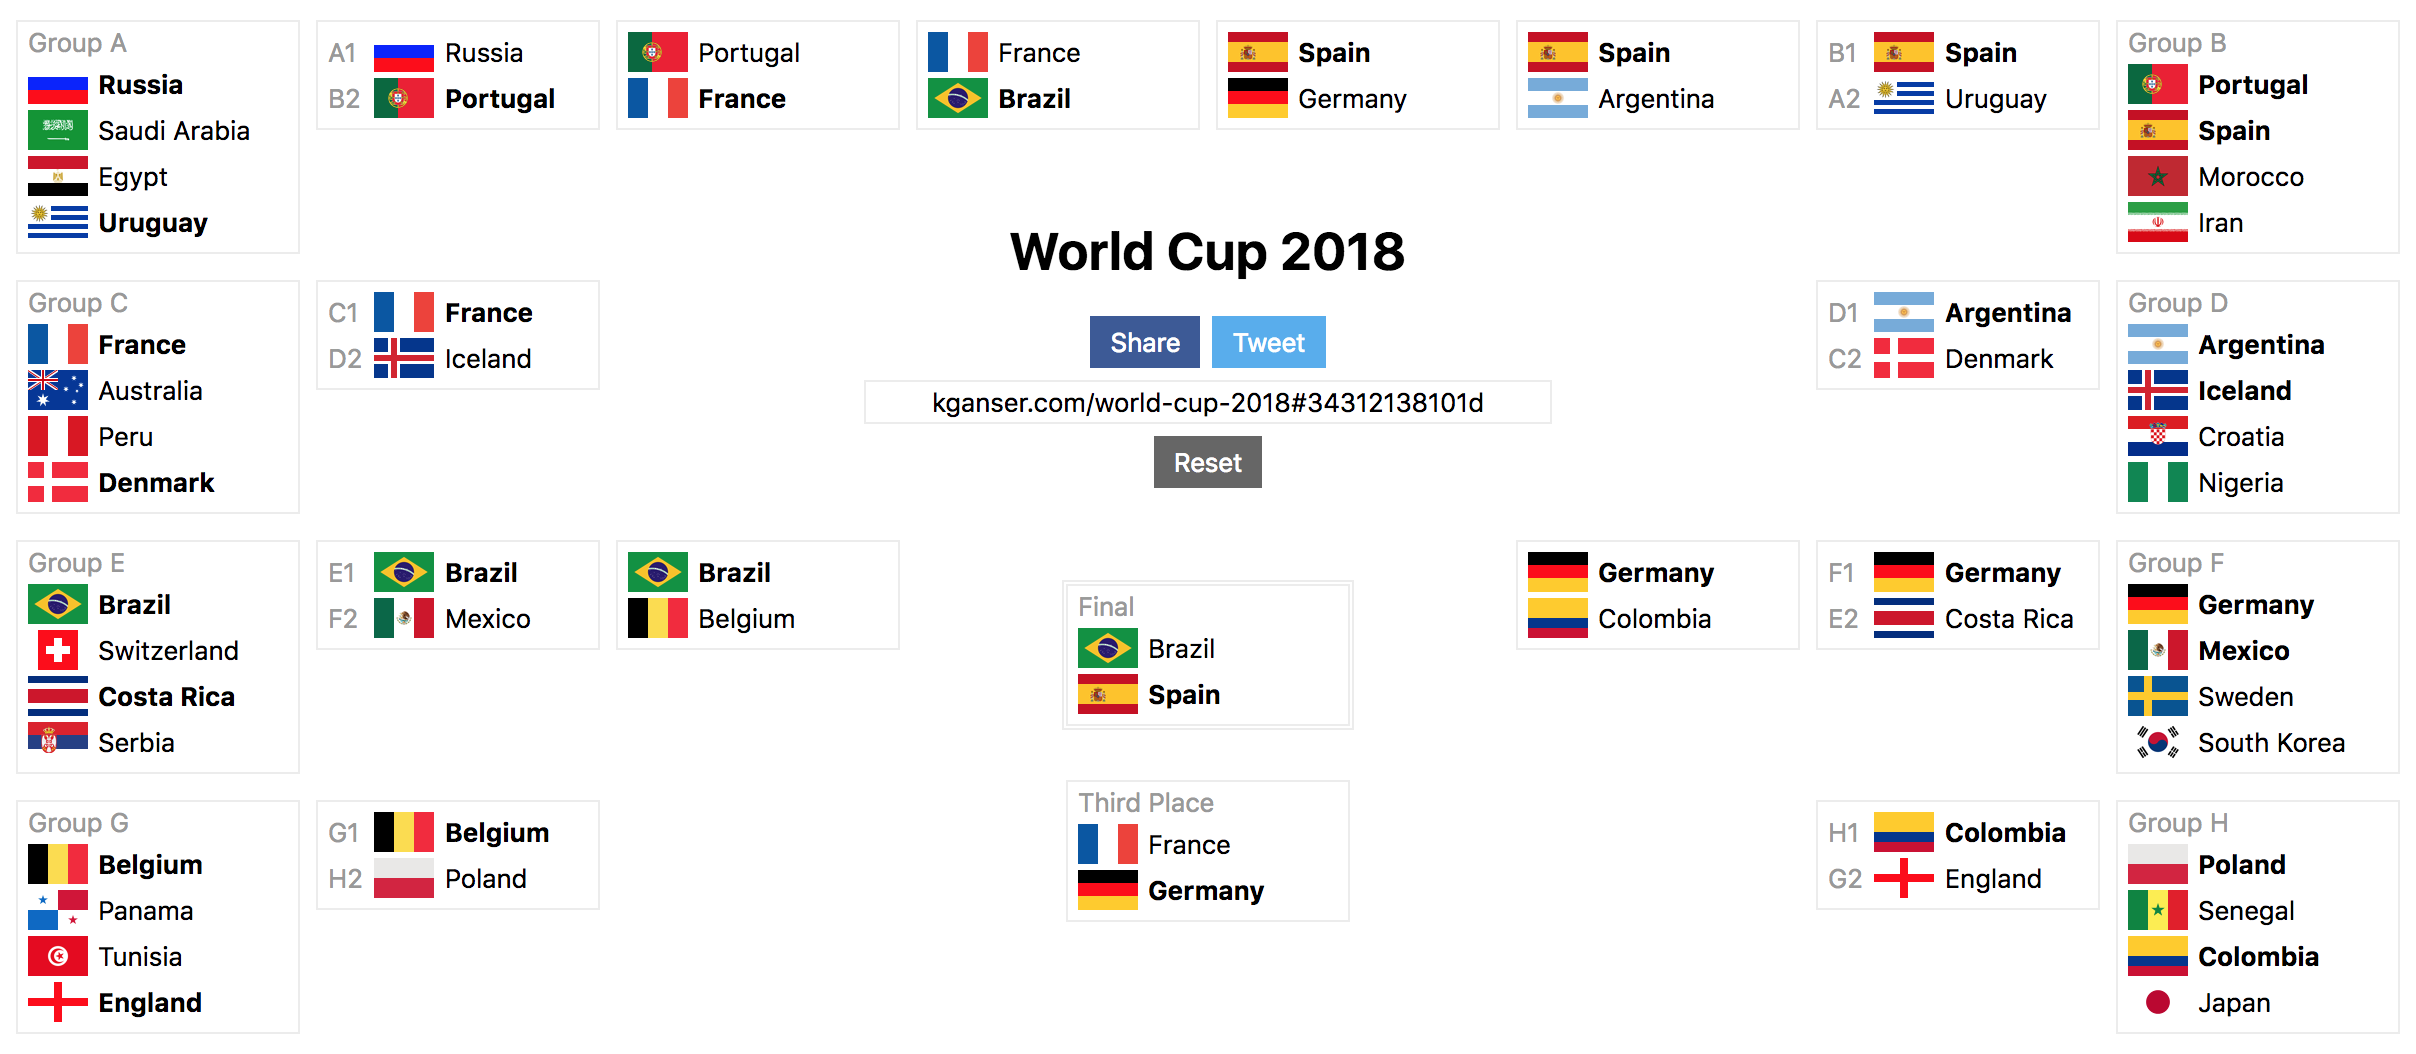 Group A
Russia
Saudi Arabia
Egypt
Uruguay
A1 Russia
B2 Portugal
Portugal
France
France
Brazil
Spain
Germany
Spain
Argentina
B1 Spain
A2 Uruguay
Group B
Portugal
Spain
Morocco
Iran
World Cup 2018
Share
Tweet
kganser.com/world-cup-2018#34312138101d
Reset
Group C
France
Australia
Peru
Denmark
C1 France
D2 Iceland
D1 Argentina
C2 Denmark
Group D
Argentina
Iceland
Croatia
Nigeria
Group E
Brazil
Switzerland
Costa Rica
Serbia
E1 Brazil
F2 Mexico
Brazil
Belgium
Final
Brazil
Spain
Germany
Colombia
F1 Germany
E2 Costa Rica
Group F
Germany
Mexico
Sweden
South Korea
Group G
Belgium
Panama
Tunisia
England
G1 Belgium
H2 Poland
Third Place
France
Germany
H1 Colombia
G2 England
Group H
Poland
Senegal
Colombia
Japan